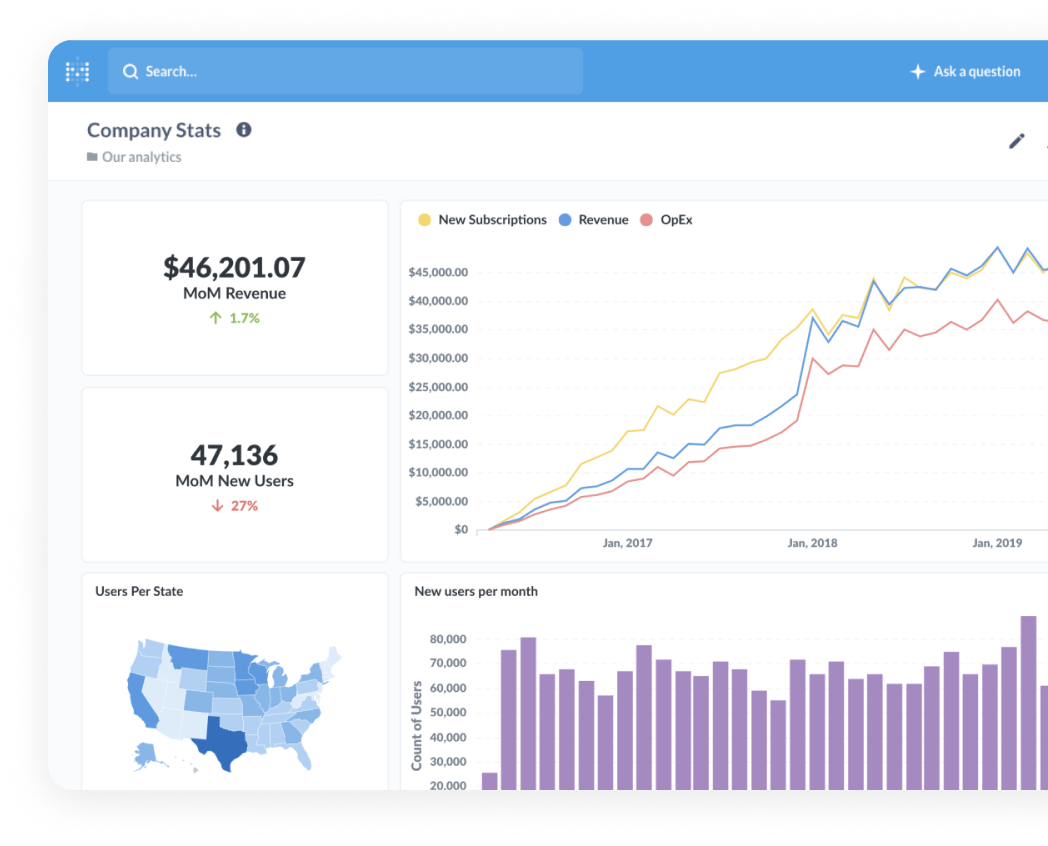 Search...
Ask a question
Company Stats
Our analytics
$46,201.07
MoM Revenue
1.7%
47,136
MoM New Users
27%
New Subscriptions Revenue OpEx
$45,000.00
$40,000.00
$35,000.00
$30,000.00
$25,000.00
$20,000.00
$15,000.00
$10,000.00
$5,000.00
$0
Jan, 2017 Jan, 2018 Jan, 2019
Users Per State
New users per month
Count of Users
80,000
70,000
60,000
50,000
40,000
30,000
20,000